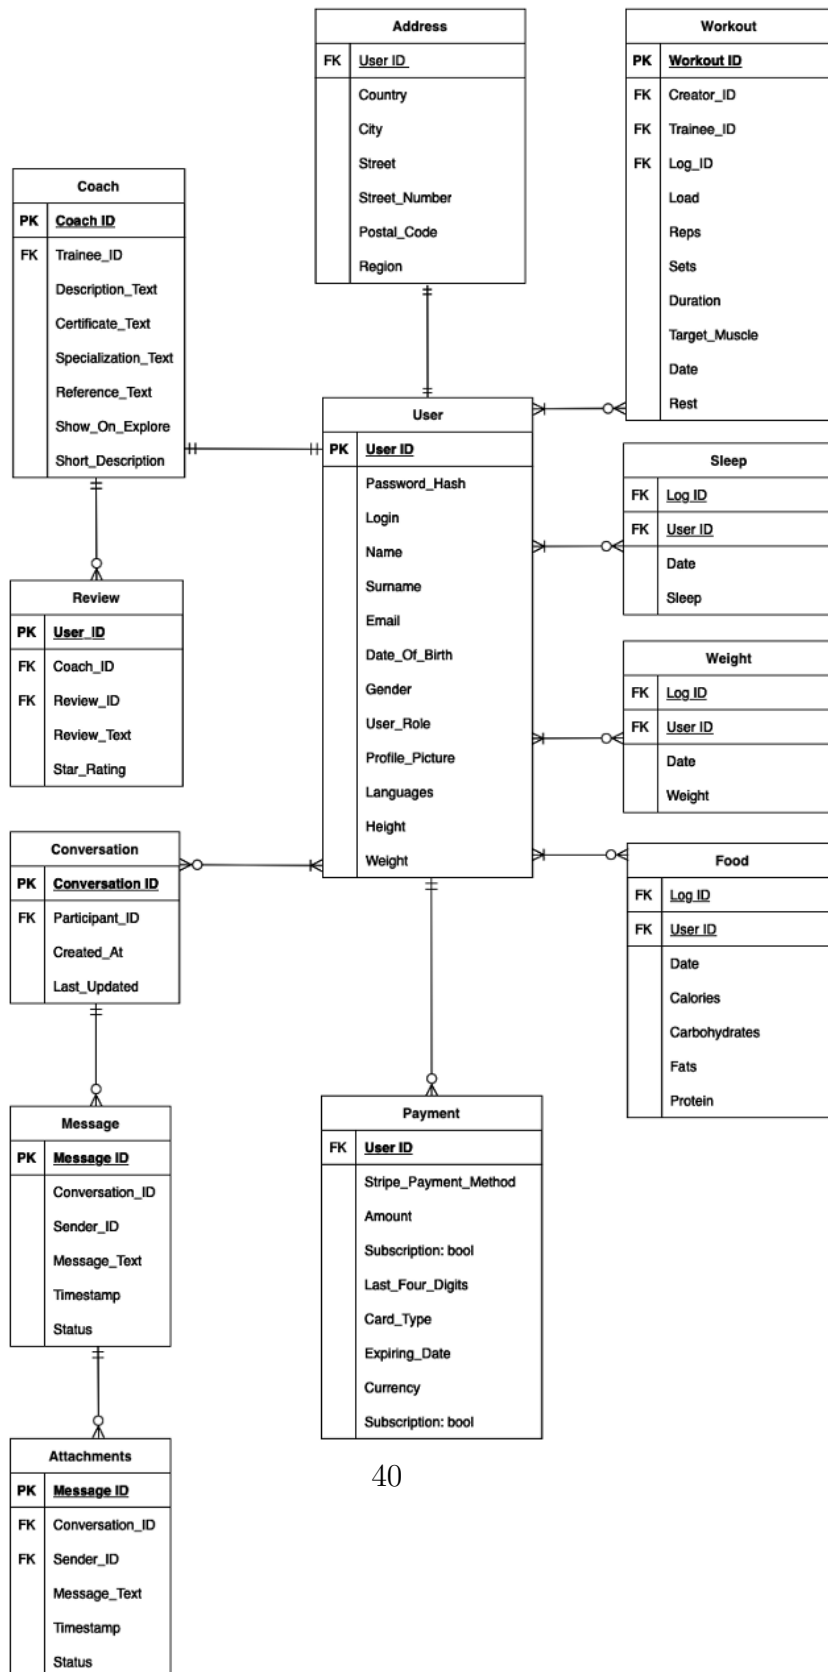 Address
FK User ID
Country
City
Street
Street_Number
Postal_Code
Region
Workout
PK Workout ID
FK Creator_ID
FK Trainee_ID
FK Log_ID
Load
Reps
Sets
Duration
Target_Muscle
Date
Rest
Coach
PK Coach ID
FK Trainee_ID
Description_Text
Certificate_Text
Specialization_Text
Reference_Text
Show_On_Explore
Short_Description
User
PK User ID
Password_Hash
Login
Name
Surname
Email
Date_Of_Birth
Gender
User_Role
Profile_Picture
Languages
Height
Weight
Sleep
FK Log ID
FK User ID
Date
Sleep
Review
PK User_ID
FK Coach_ID
FK Review_ID
Review_Text
Star_Rating
Weight
FK Log ID
FK User ID
Date
Weight
Conversation
PK Conversation ID
FK Participant_ID
Created_At
Last_Updated
Food
FK Log ID
FK User ID
Date
Calories
Carbohydrates
Fats
Protein
Message
PK Message ID
Conversation_ID
Sender_ID
Message_Text
Timestamp
Status
Payment
FK User ID
Stripe_Payment_Method
Amount
Subscription: bool
Last_Four_Digits
Card_Type
Expiring_Date
Currency
Subscription: bool
Attachments
PK Message ID
FK Conversation_ID
FK Sender_ID
Message_Text
Timestamp
Status
40